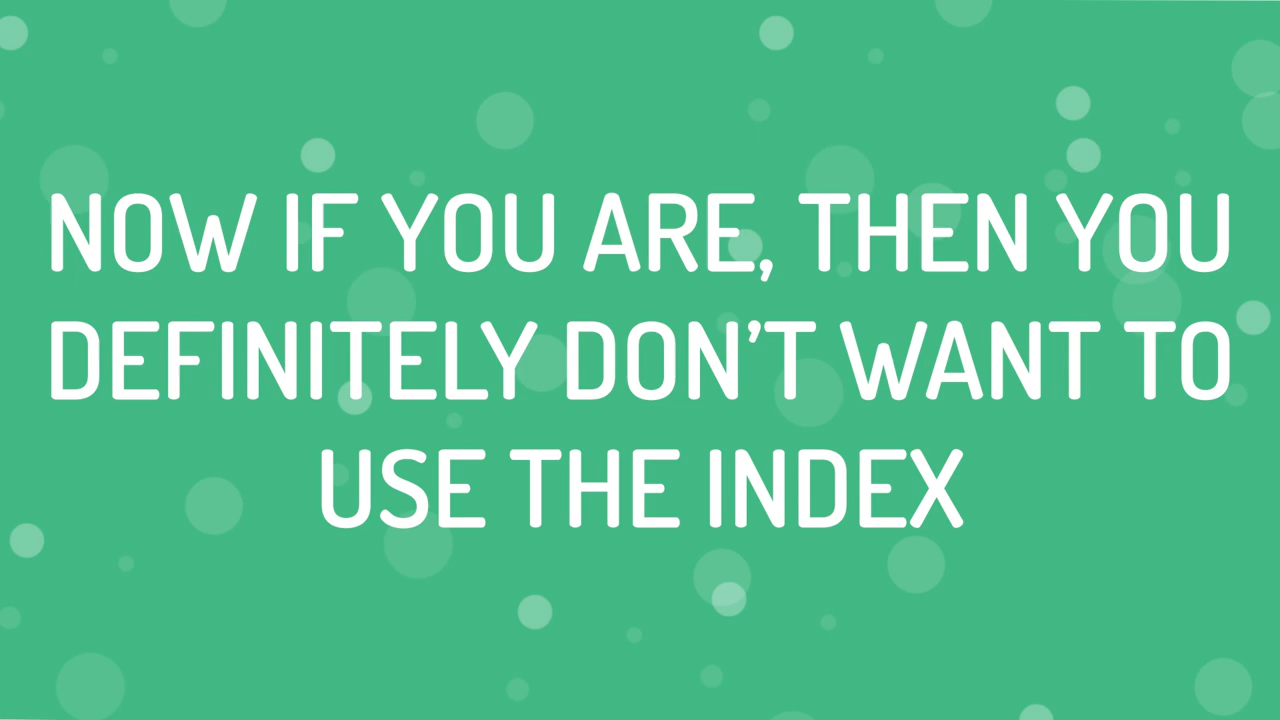 NOW IF YOU ARE, THEN YOU
DEFINITELY DON’T WANT TO
USE THE INDEX